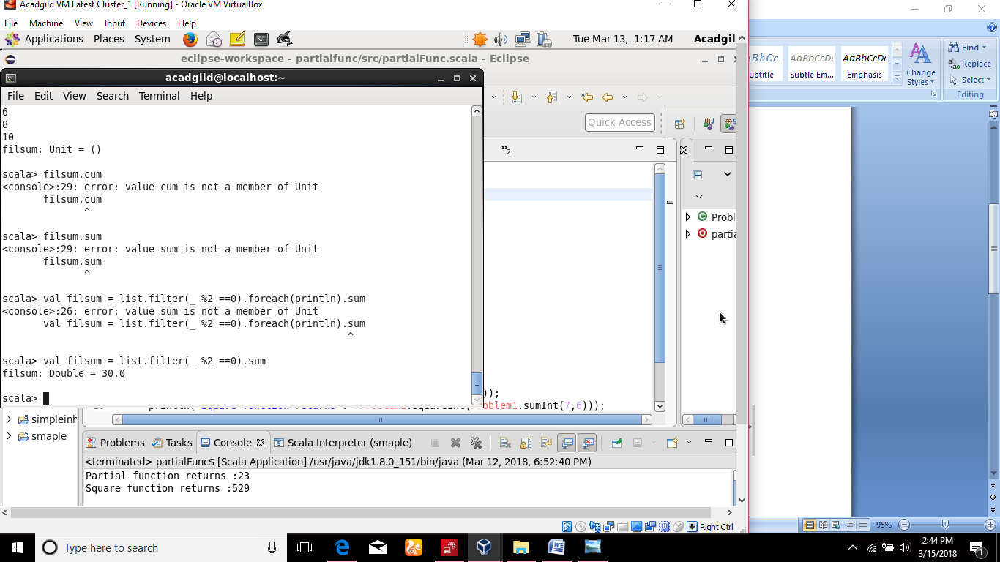 Acadgild VM Latest Cluster_1 [Running] - Oracle VM VirtualBox
File Machine View Input Devices Help
Applications Places System Tue Mar 13, 1:17 AM Acadgil
eclipse-workspace - partialfunc/src/partialFunc.scala - Eclipse
acadgild@localhost:~
File Edit View Search Terminal Help
6
8
10
filsum: Unit = ()
scala> filsum.cum
<console>:29: error: value cum is not a member of Unit
filsum.cum
^
scala> filsum.sum
<console>:29: error: value sum is not a member of Unit
filsum.sum
^
scala> val filsum = list.filter(_ %2 ==0).foreach(println).sum
<console>:26: error: value sum is not a member of Unit
val filsum = list.filter(_ %2 ==0).foreach(println).sum
^
scala> val filsum = list.filter(_ %2 ==0).sum
filsum: Double = 30.0
scala>
Quick Access
»2
Probl
partia
));
oblem1.sumInt(7,6)));
simpleinh
smaple
Problems Tasks Console Scala Interpreter (smaple)
<terminated> partialFunc$ [Scala Application] /usr/java/jdk1.8.0_151/bin/java (Mar 12, 2018, 6:52:40 PM)
Partial function returns :23
Square function returns :529
Right Ctrl
AaBbCc AaBbCcDc AaBbCcDc
ubtitle Subtle Em... Emphasis
Change Styles
Find
Replace
Select
Editing
95%
Type here to search
2:44 PM
3/15/2018
1